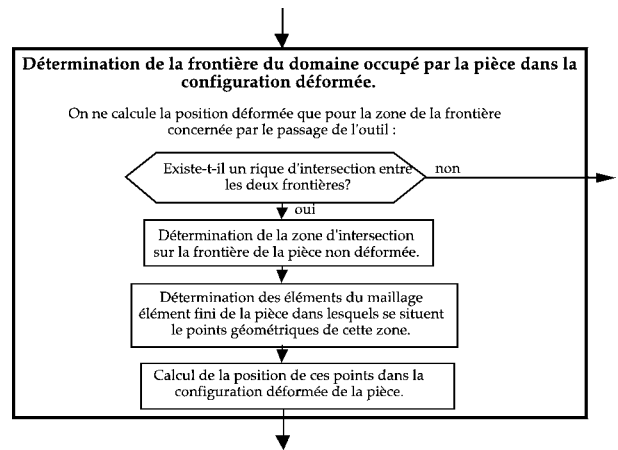 Détermination de la frontière du domaine occupé par la pièce dans la
configuration déformée.
On ne calcule la position déformée que pour la zone de la frontière
concernée par le passage de l'outil :
Existe-t-il un rique d'intersection entre
les deux frontières?
non
oui
Détermination de la zone d'intersection
sur la frontière de la pièce non déformée.
Détermination des éléments du maillage
élément fini de la pièce dans lesquels se situent
le points géométriques de cette zone.
Calcul de la position de ces points dans la
configuration déformée de la pièce.